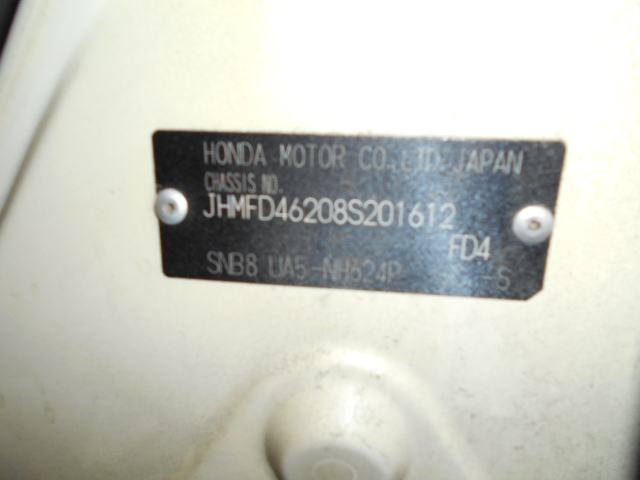 HONDA MOTOR CO.,LTD.JAPAN
CHASSIS NO.
JHMFD46208S201612
FD4
SNB8 UA5-NH624P -S